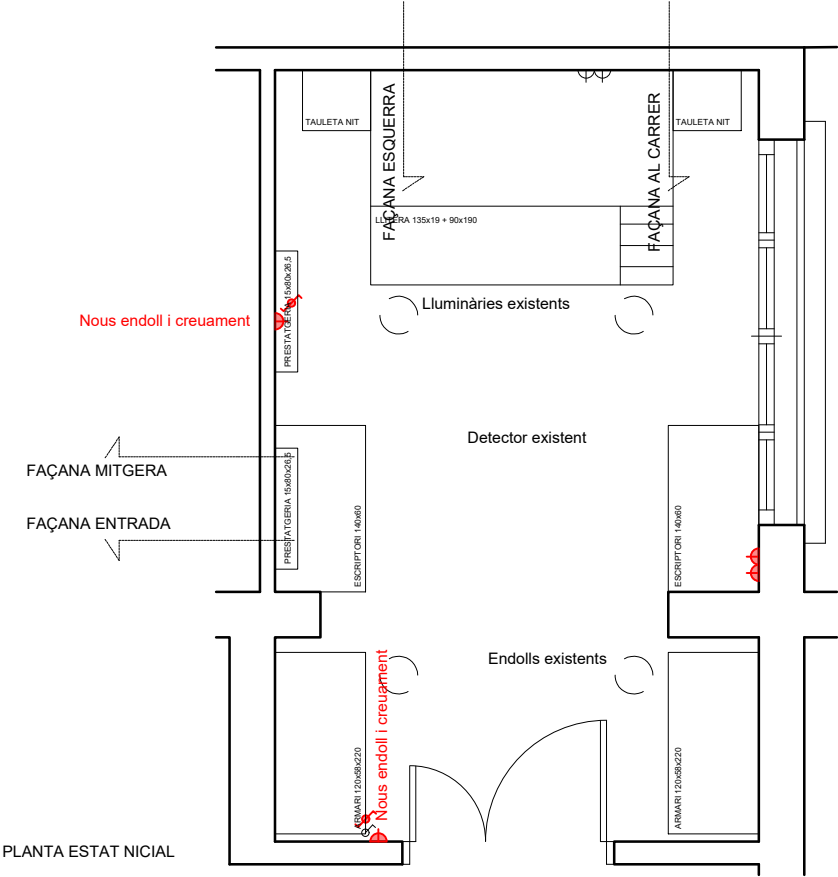 FAÇANA ESQUERRA
FAÇANA AL CARRER
TAULETA NIT
TAULETA NIT
LLITERA 135x19 + 90x190
PRESTATGERIA 15x80x26,5
Nous endoll i creuament
Lluminàries existents
Detector existent
FAÇANA MITGERA
FAÇANA ENTRADA
PRESTATGERIA 15x80x26,5
ESCRIPTORI 140x60
ESCRIPTORI 140x60
Endolls existents
Nous endoll i creuament
ARMARI 120x58x220
ARMARI 120x58x220
PLANTA ESTAT NICIAL